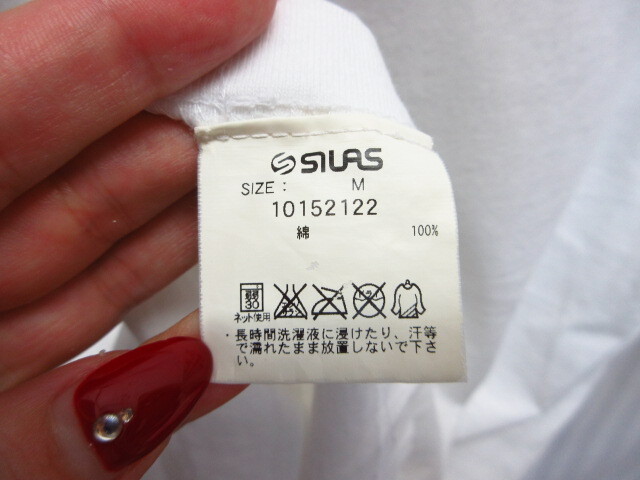 SILAS
SIZE : M
10152122
綿 100%
弱
30
ネット使用
・長時間洗濯液に浸けたり、汗等
で濡れたまま放置しないで下さ
い。